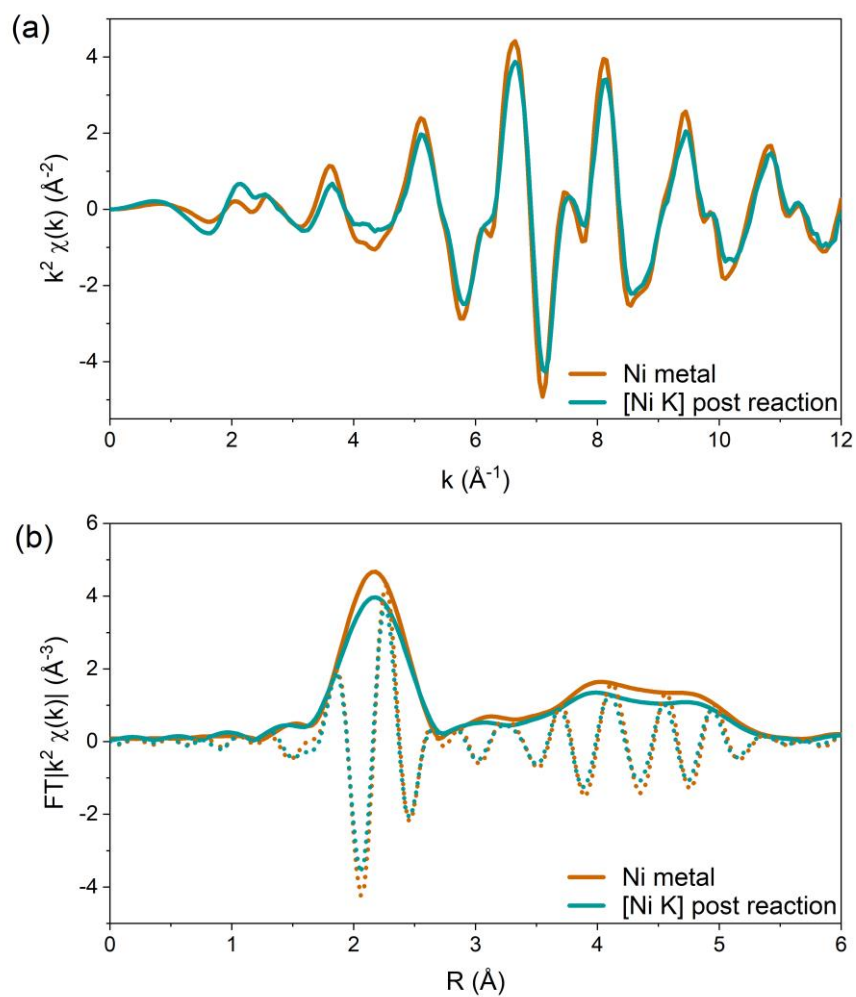 (a)
4
2
0
-2
-4
k² χ(k) (Å⁻²)
Ni metal
[Ni K] post reaction
0 2 4 6 8 10 12
k (Å⁻¹)
(b)
6
4
2
0
-2
-4
FT|k² χ(k)| (Å⁻³)
Ni metal
[Ni K] post reaction
0 1 2 3 4 5 6
R (Å)